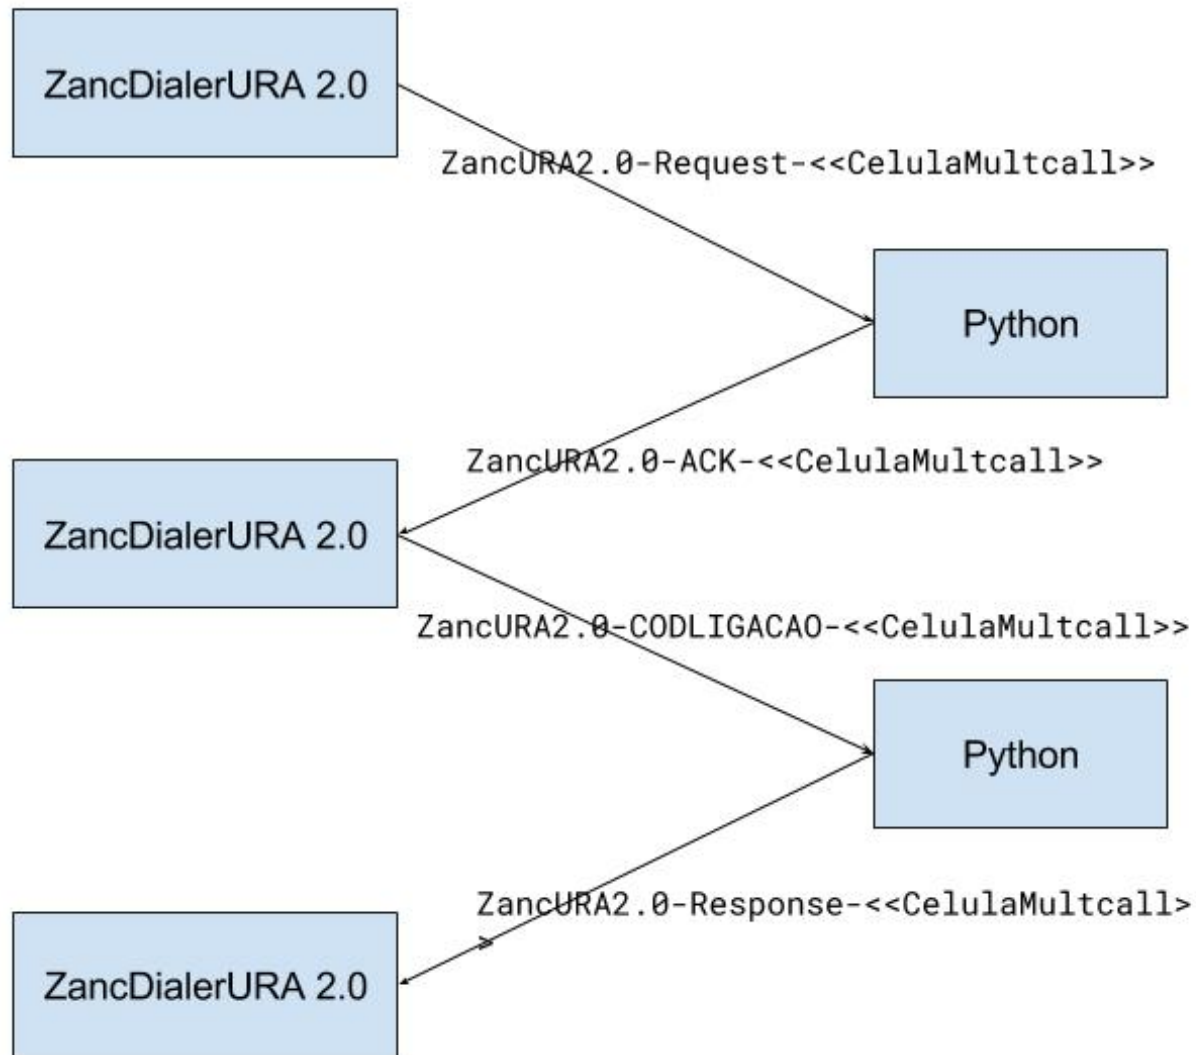 ZancDialerURA 2.0
ZancURA2.0-Request-<<CelulaMultcall>>
Python
ZancURA2.0-ACK-<<CelulaMultcall>>
ZancDialerURA 2.0
ZancURA2.0-CODLIGACAO-<<CelulaMultcall>>
Python
ZancURA2.0-Response-<<CelulaMultcall>
>
ZancDialerURA 2.0